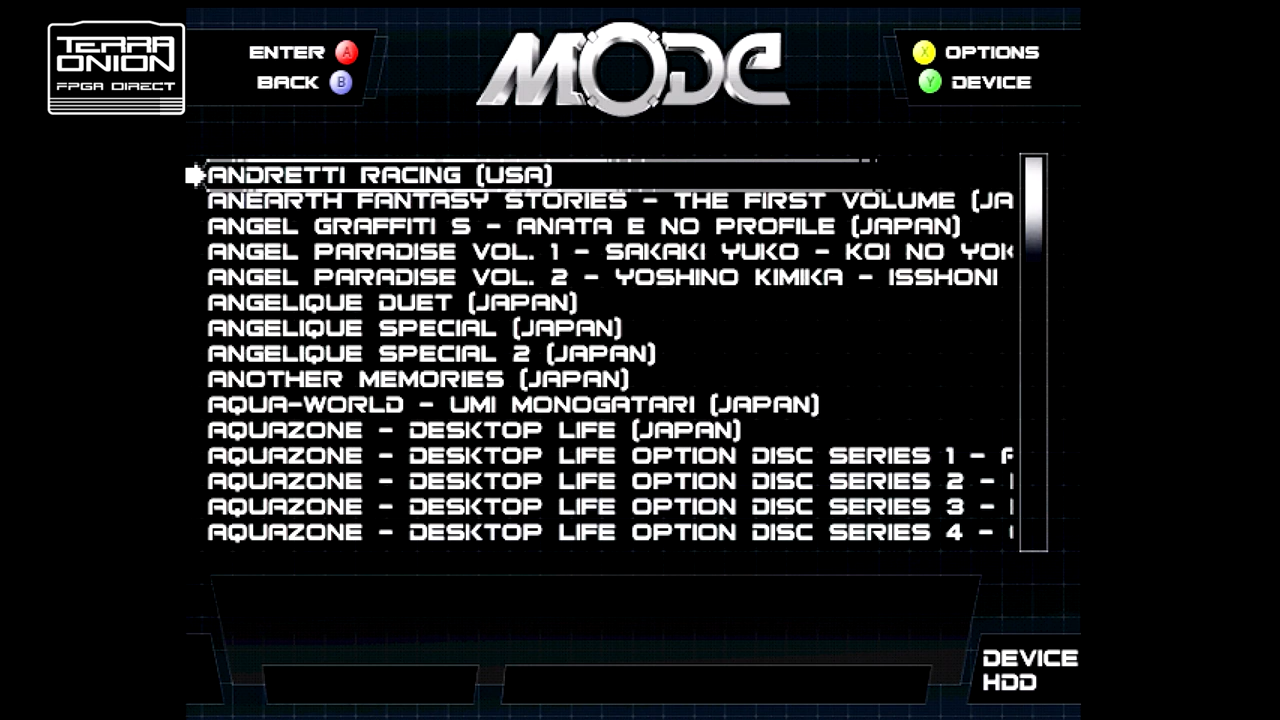 TERRA
ONION
FPGA DIRECT
ENTER A
BACK B
MODE
X OPTIONS
Y DEVICE
ANDRETTI RACING (USA)
ANEARTH FANTASY STORIES - THE FIRST VOLUME (JA
ANGEL GRAFFITI S - ANATA E NO PROFILE (JAPAN)
ANGEL PARADISE VOL. 1 - SAKAKI YUKO - KOI NO YOK
ANGEL PARADISE VOL. 2 - YOSHINO KIMIKA - ISSHONI
ANGELIQUE DUET (JAPAN)
ANGELIQUE SPECIAL (JAPAN)
ANGELIQUE SPECIAL 2 (JAPAN)
ANOTHER MEMORIES (JAPAN)
AQUA-WORLD - UMI MONOGATARI (JAPAN)
AQUAZONE - DESKTOP LIFE (JAPAN)
AQUAZONE - DESKTOP LIFE OPTION DISC SERIES 1 -
AQUAZONE - DESKTOP LIFE OPTION DISC SERIES 2 -
AQUAZONE - DESKTOP LIFE OPTION DISC SERIES 3 -
AQUAZONE - DESKTOP LIFE OPTION DISC SERIES 4 -
DEVICE
HDD